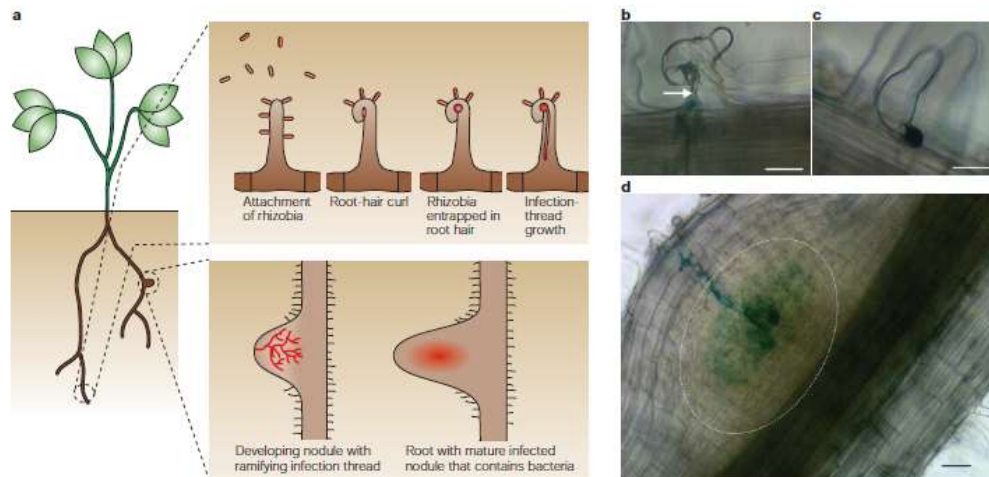 a
b
c
Attachment
of rhizobia
Root-hair curl
Rhizobia
entrapped in
root hair
Infection-
thread
growth
d
Developing nodule with
ramifying infection thread
Root with mature infected
nodule that contains bacteria